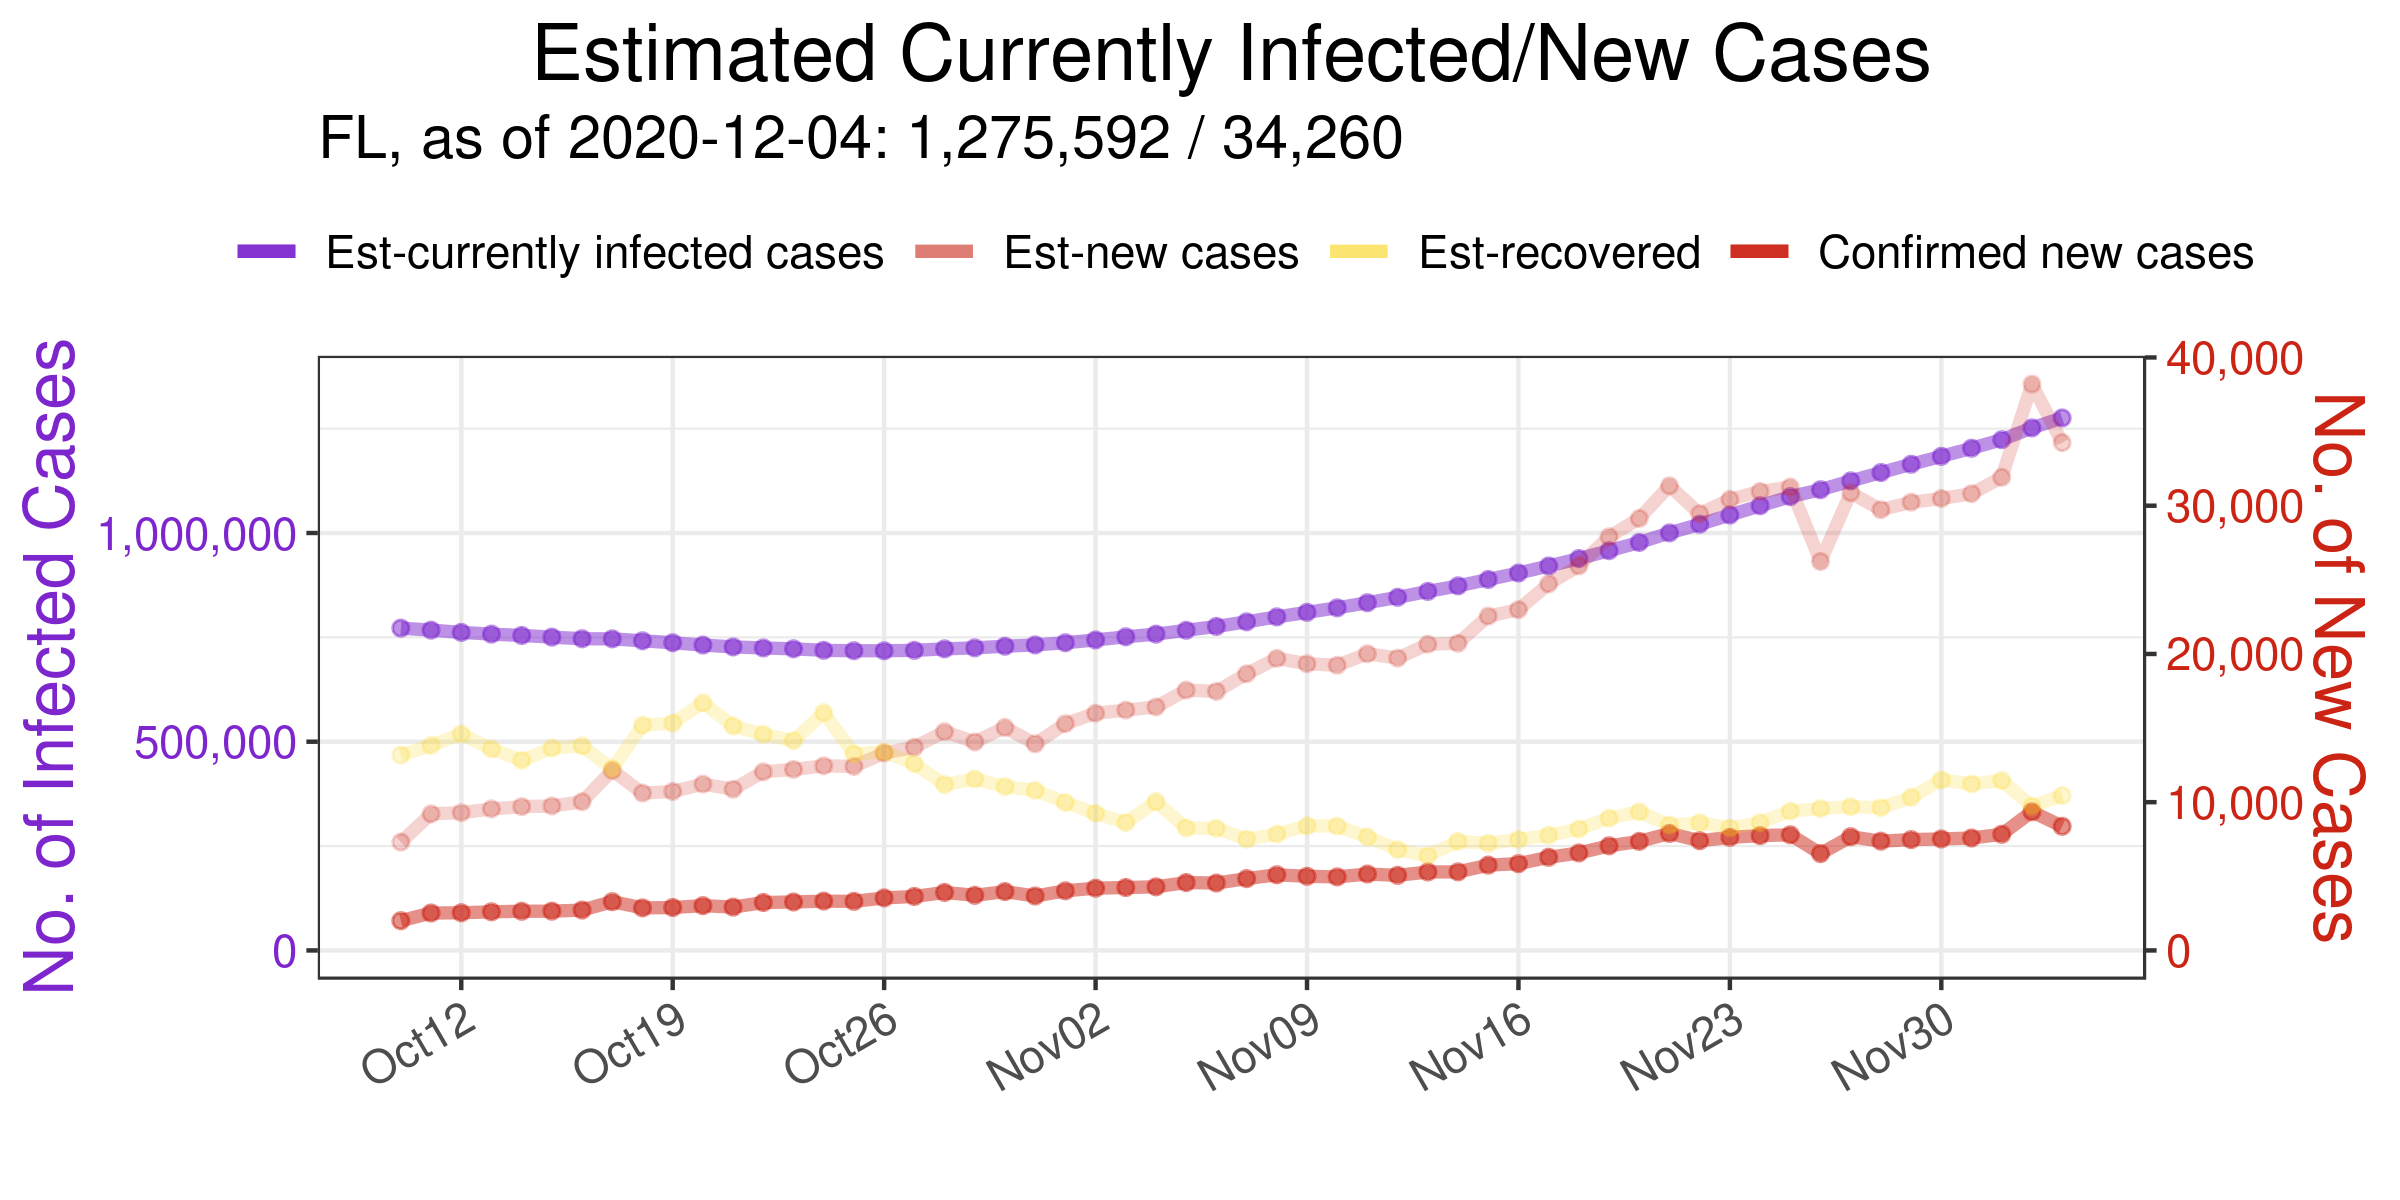 Estimated Currently Infected/New Cases
FL, as of 2020-12-04: 1,275,592 / 34,260
Est-currently infected cases Est-new cases Est-recovered Confirmed new cases
No. of Infected Cases
1,000,000
500,000
0
40,000
30,000
20,000
10,000
0
No. of New Cases
Oct12 Oct19 Oct26 Nov02 Nov09 Nov16 Nov23 Nov30